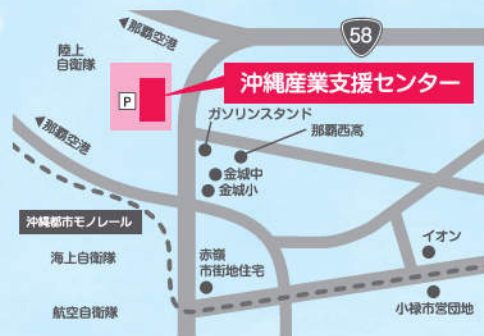 那覇空港
58
陸上
自衛隊
沖縄産業支援センター
P
ガソリンスタンド
那覇西高
那覇空港
金城中
金城小
沖縄都市モノレール
海上自衛隊
赤嶺
市街地住宅
イオン
航空自衛隊
小禄市営団地